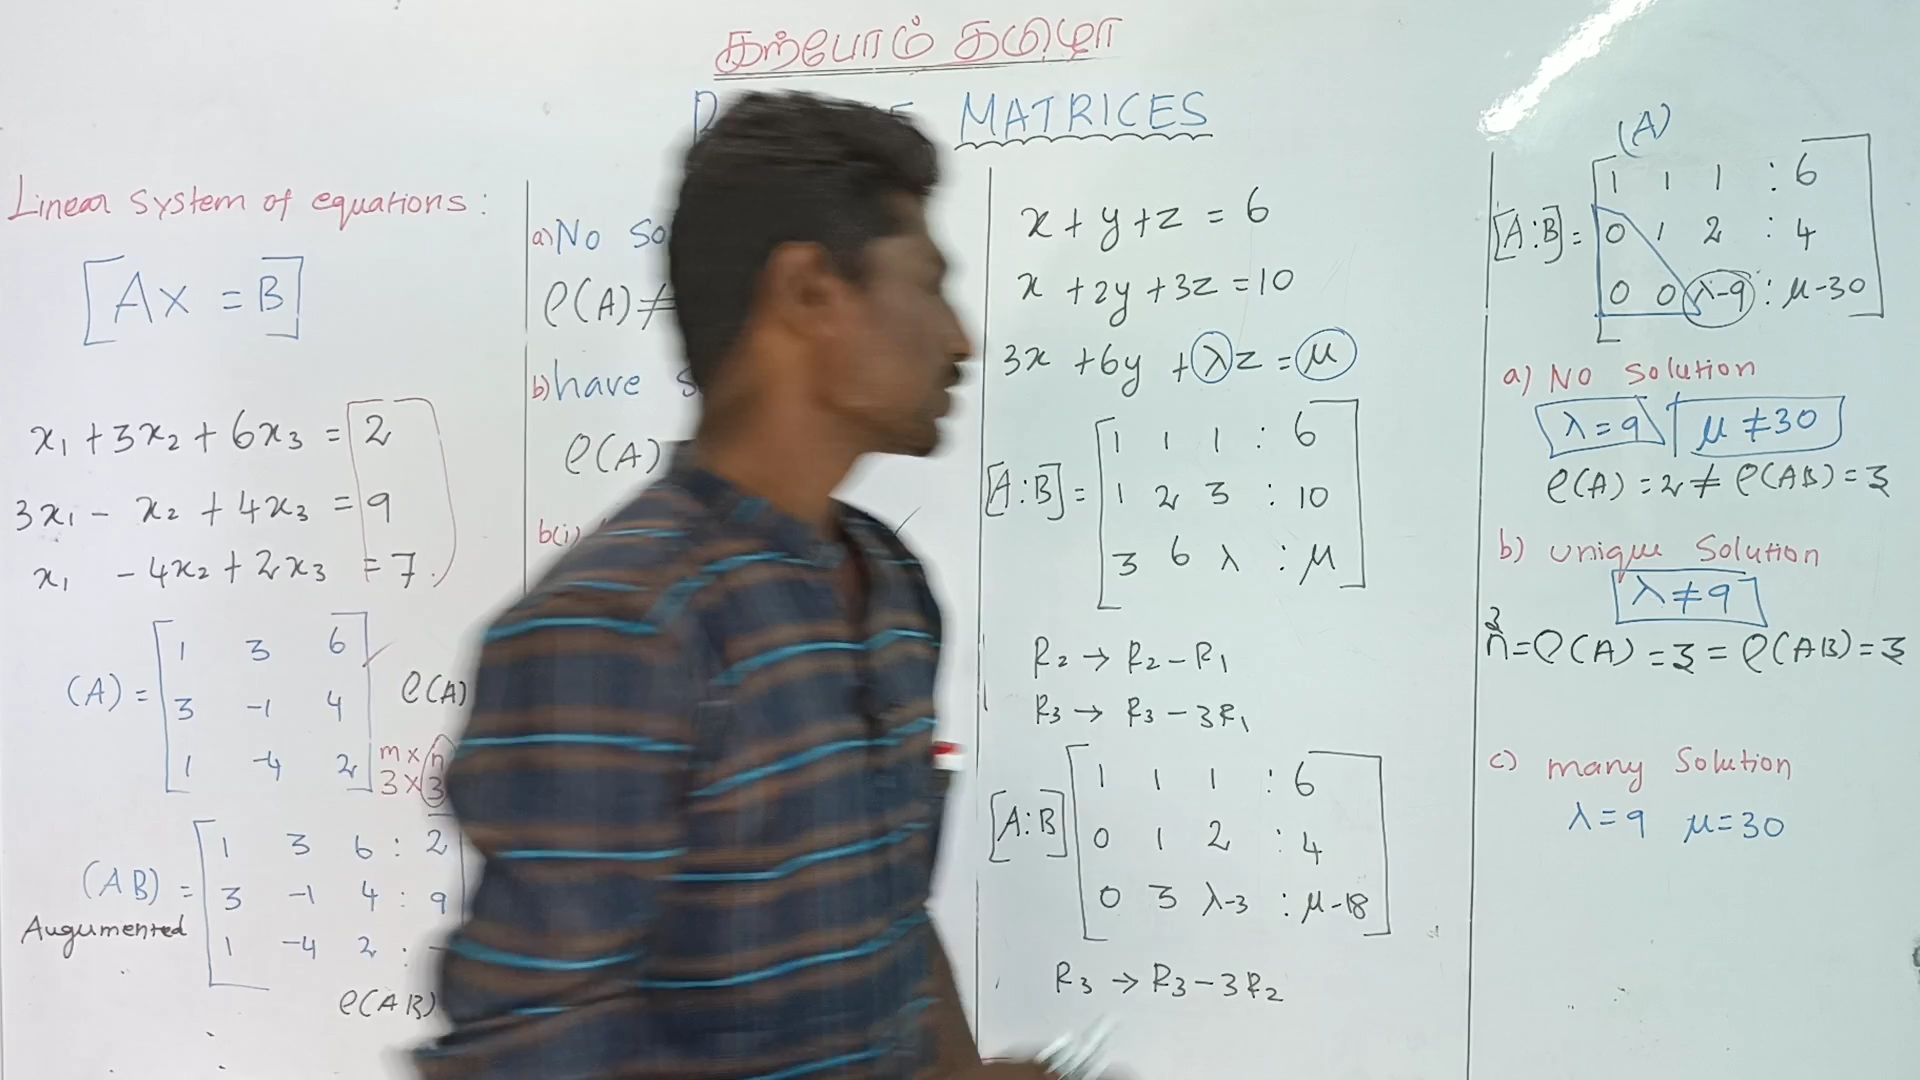 கற்போம் கமுழா
MATRICES
Linear System of equations:
[AX = B]
x₁ + 3x₂ + 6x₃ = 2
3x₁ - x₂ + 4x₃ = 9
x₁ - 4x₂ + 2x₃ = 7
(A) =
1 3 6
3 -1 4
1 -4 2
ρ(A)
m × n
3 × 3
(AB) =
Augumented
1 3 6 : 2
3 -1 4 : 9
1 -4 2 :
ρ(AB)
a) No
ρ(A) ≠
b) have
ρ(A)
b(i)
x + y + z = 6
x + 2y + 3z = 10
3x + 6y + λz = μ
[A:B] =
1 1 1 : 6
1 2 3 : 10
3 6 λ : μ
R₂ → R₂ - R₁
R₃ → R₃ - 3R₁
[A:B]
1 1 1 : 6
0 1 2 : 4
0 3 λ-3 : μ-18
R₃ → R₃ - 3R₂
(A)
[A:B] =
1 1 1 : 6
0 1 2 : 4
0 0 λ-9 : μ-30
a) No Solution
λ = 9 μ ≠ 30
ρ(A) = 2 ≠ ρ(AB) = 3
b) unique Solution
λ ≠ 9
3
n = ρ(A) = 3 = ρ(AB) = 3
c) many Solution
λ = 9 μ = 30